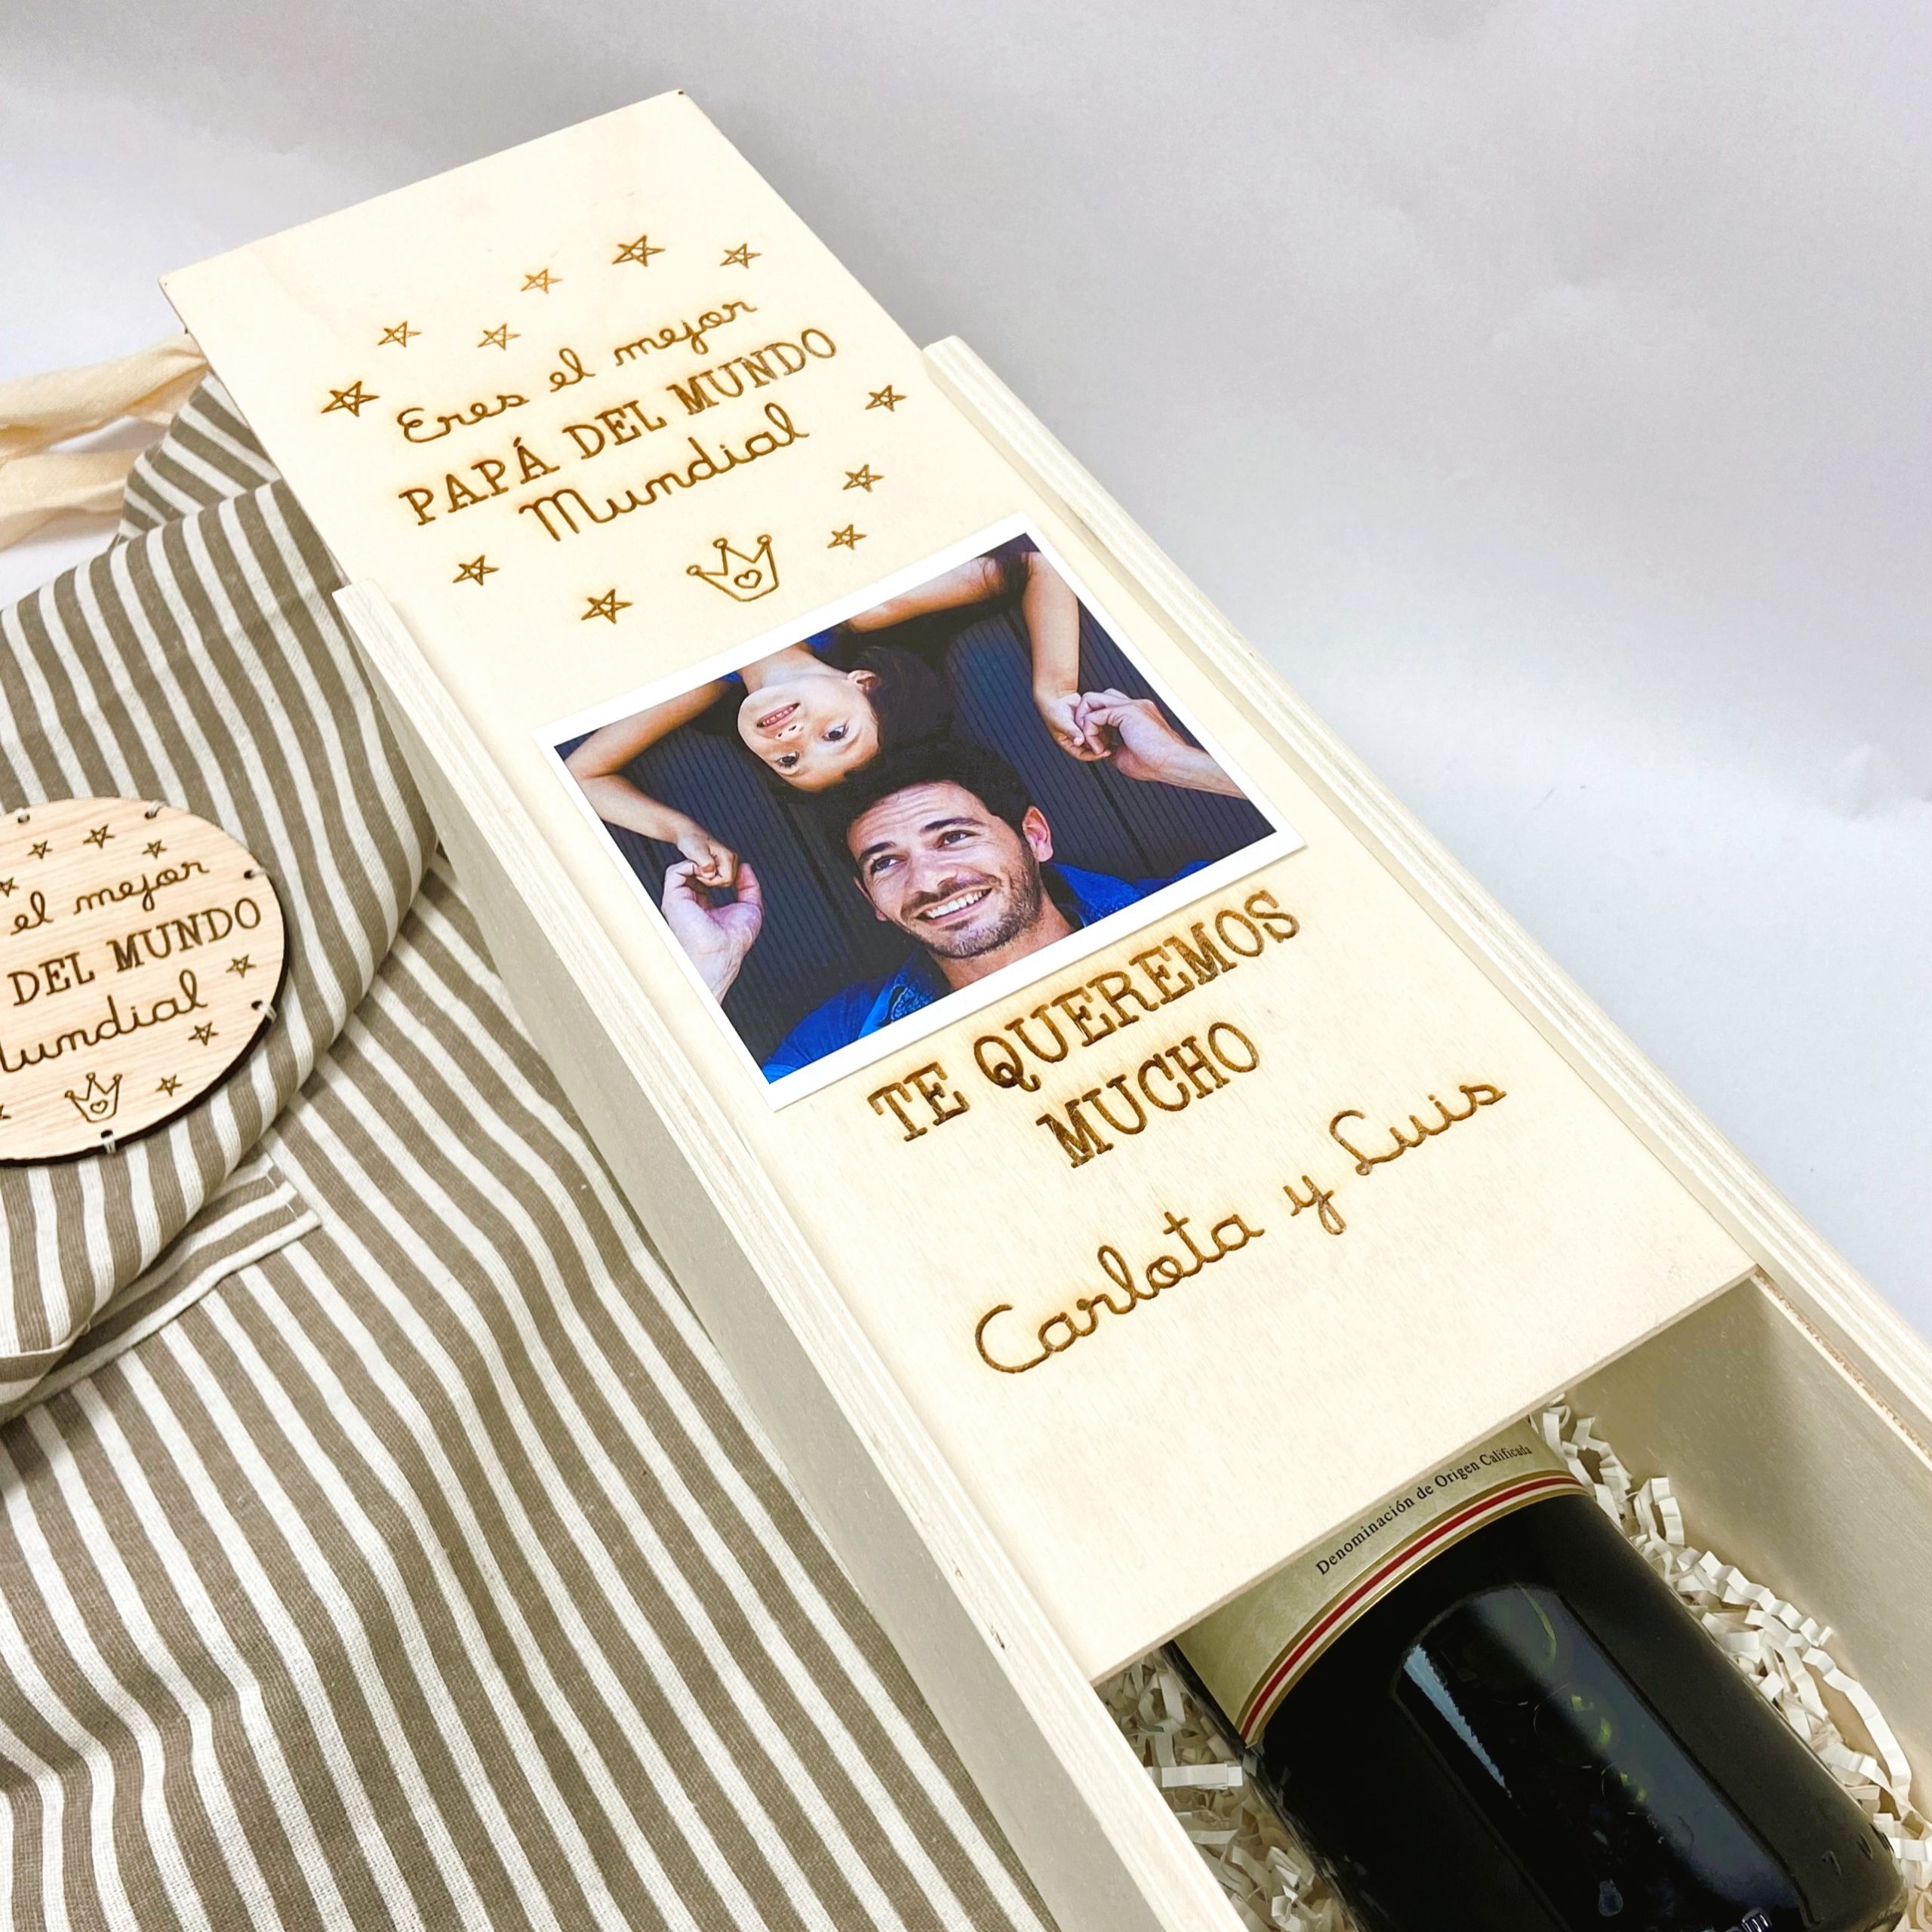 Eres el mejor
PAPÁ DEL MUNDO
Mundial
TE QUEREMOS
MUCHO
Carlota y Luis
Denominación de Origen Calificada
el mejor
DEL MUNDO
Mundial